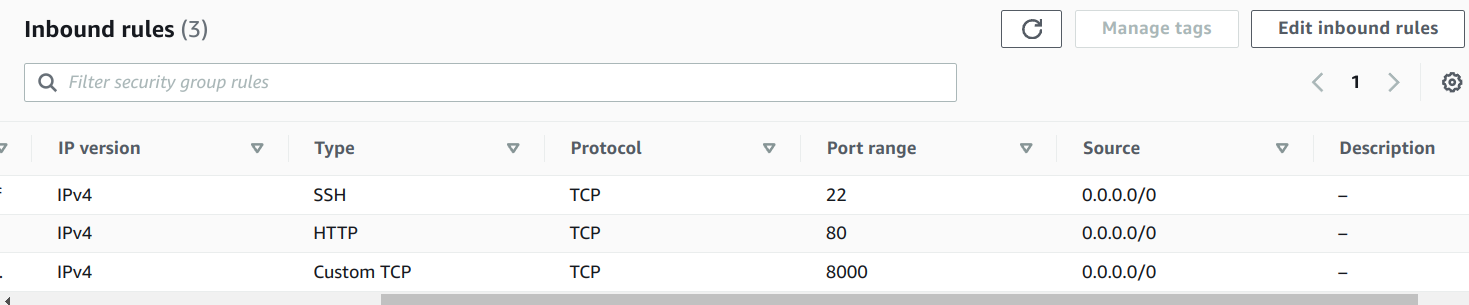 Inbound rules (3)
Manage tags
Edit inbound rules
Filter security group rules
1
IP version Type Protocol Port range Source Description
IPv4 SSH TCP 22 0.0.0.0/0 –
IPv4 HTTP TCP 80 0.0.0.0/0 –
IPv4 Custom TCP TCP 8000 0.0.0.0/0 –